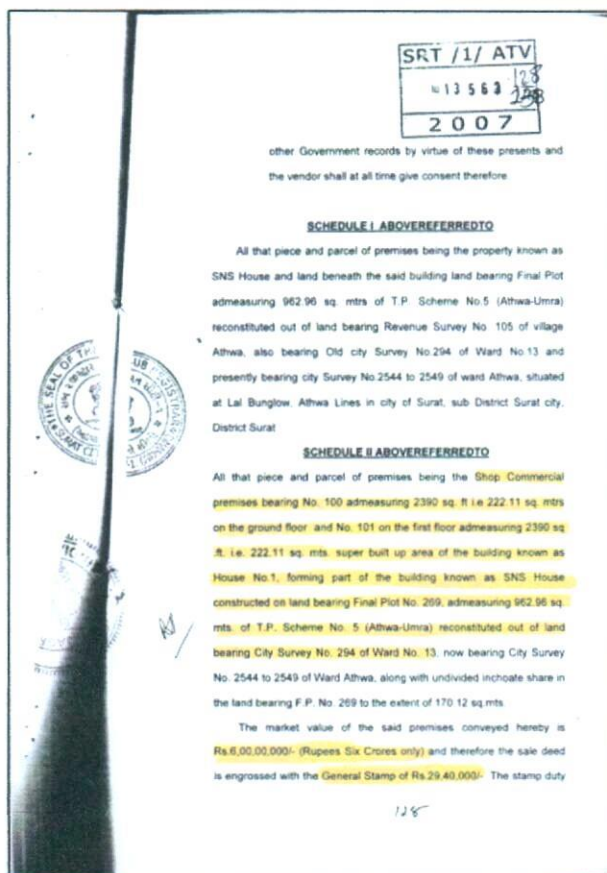 SRT /1/ ATV
No 13563 128
238
2007
other Government records by virtue of these presents and
the vendor shall at all time give consent therefore
SCHEDULE I ABOVEREFERREDTO
All that piece and parcel of premises being the property known as
SNS House and land beneath the said building land bearing Final Plot
admeasuring 962.96 sq. mtrs of T.P. Scheme No.5 (Athwa-Umra)
reconstituted out of land bearing Revenue Survey No. 105 of village
Athwa, also bearing Old city Survey No.294 of Ward No.13 and
presently bearing city Survey No.2544 to 2549 of ward Athwa, situated
at Lal Bunglow, Athwa Lines in city of Surat, sub District Surat city,
District Surat
SCHEDULE II ABOVEREFERREDTO
All that piece and parcel of premises being the Shop Commercial
premises bearing No. 100 admeasuring 2390 sq. ft i.e 222.11 sq. mtrs
on the ground floor and No. 101 on the first floor admeasuring 2390 sq
.ft. i.e. 222.11 sq. mts. super built up area of the building known as
House No.1, forming part of the building known as SNS House
constructed on land bearing Final Plot No. 269, admeasuring 962.96 sq.
mts. of T.P. Scheme No. 5 (Athwa-Umra) reconstituted out of land
bearing City Survey No. 294 of Ward No. 13, now bearing City Survey
No. 2544 to 2549 of Ward Athwa, along with undivided inchoate share in
the land bearing F.P. No. 269 to the extent of 170.12 sq.mts.
The market value of the said premises conveyed hereby is
Rs.6,00,00,000/- (Rupees Six Crores only) and therefore the sale deed
is engrossed with the General Stamp of Rs.29,40,000/- The stamp duty
128
THE SEAL OF THE SUB REGISTRAR